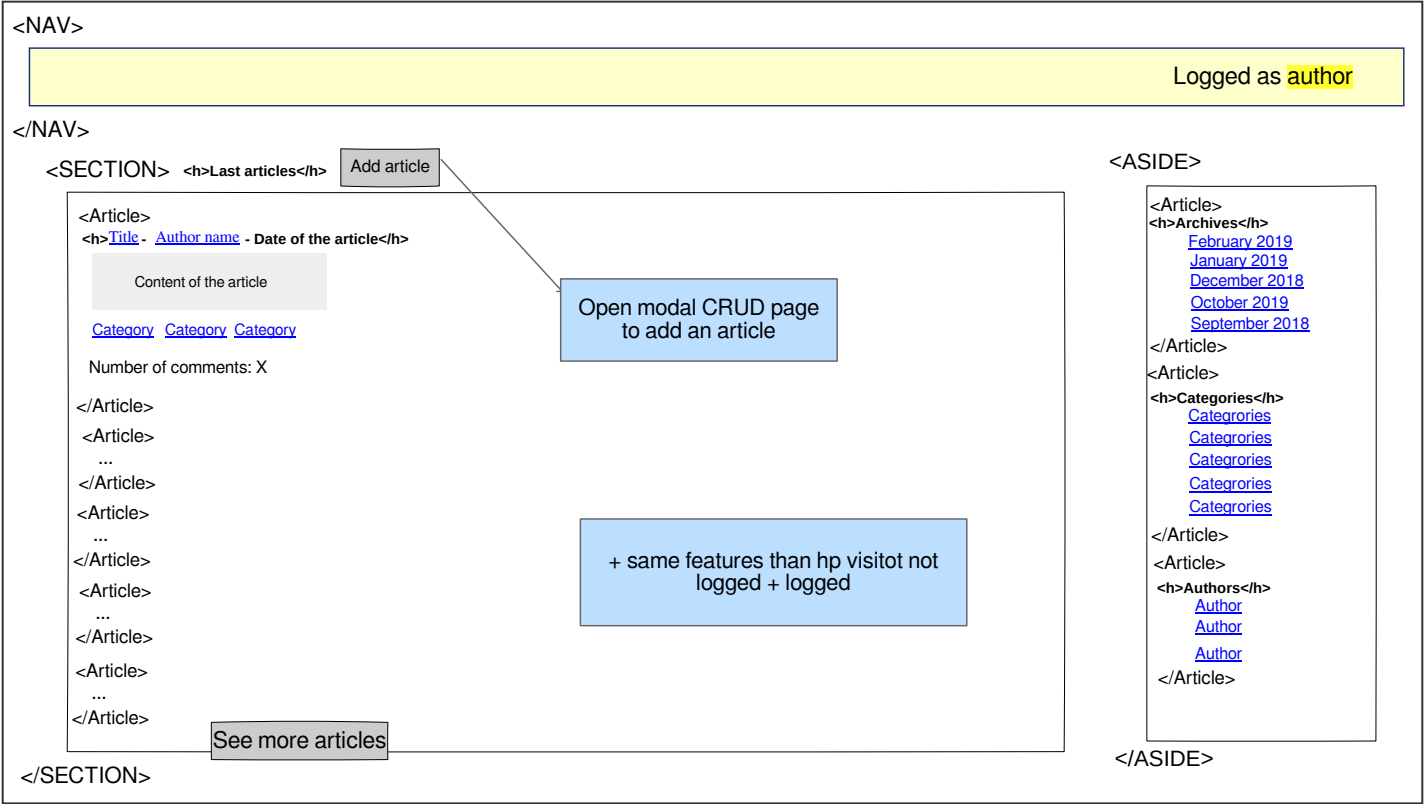 <NAV>
Logged as author
</NAV>
<SECTION> <h>Last articles</h> Add article
<Article>
<h>Title - Author name - Date of the article</h>
Content of the article
Category Category Category
Number of comments: X
</Article>
<Article>
...
</Article>
<Article>
...
</Article>
<Article>
...
</Article>
<Article>
...
</Article>
See more articles
</SECTION>
Open modal CRUD page
to add an article
+ same features than hp visitot not
logged + logged
<ASIDE>
<Article>
<h>Archives</h>
February 2019
January 2019
December 2018
October 2019
September 2018
</Article>
<Article>
<h>Categories</h>
Categrories
Categrories
Categrories
Categrories
Categrories
</Article>
<Article>
<h>Authors</h>
Author
Author
Author
</Article>
</ASIDE>